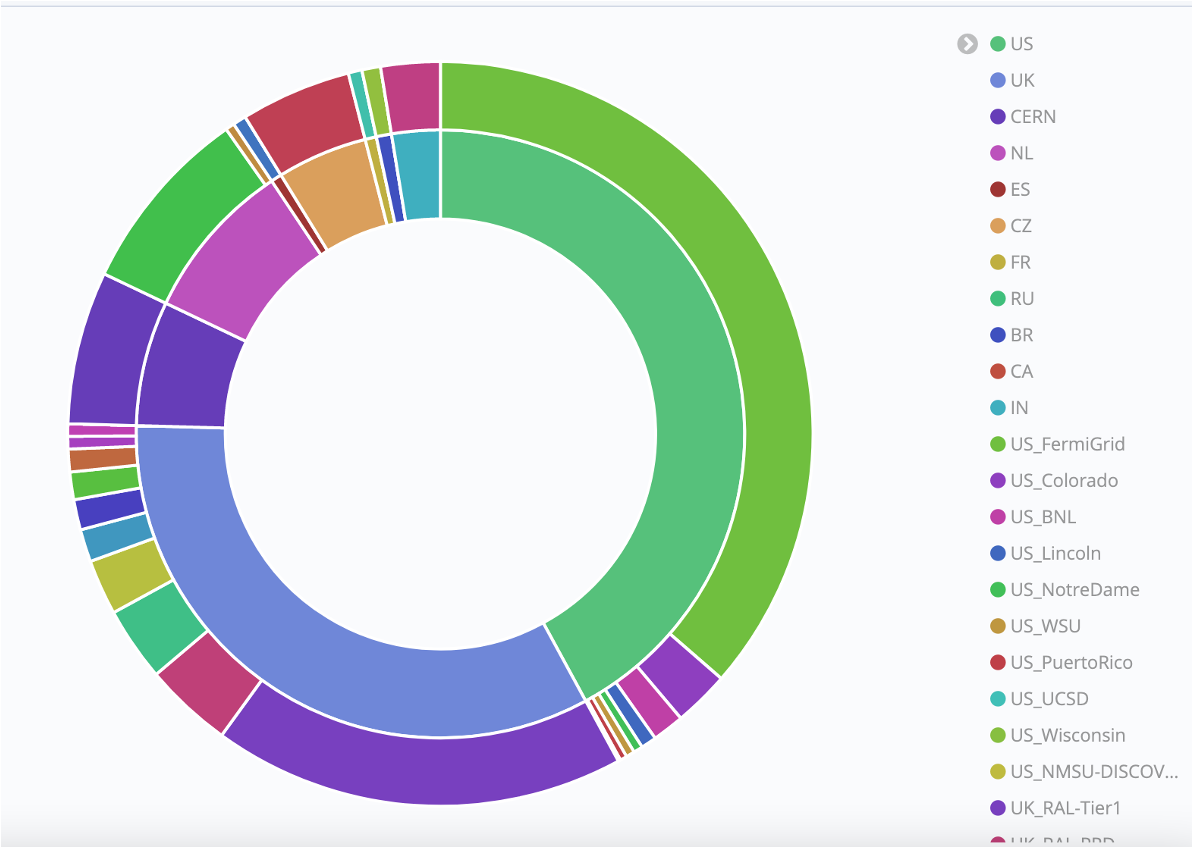 US
UK
CERN
NL
ES
CZ
FR
RU
BR
CA
IN
US_FermiGrid
US_Colorado
US_BNL
US_Lincoln
US_NotreDame
US_WSU
US_PuertoRico
US_UCSD
US_Wisconsin
US_NMSU-DISCOV...
UK_RAL-Tier1